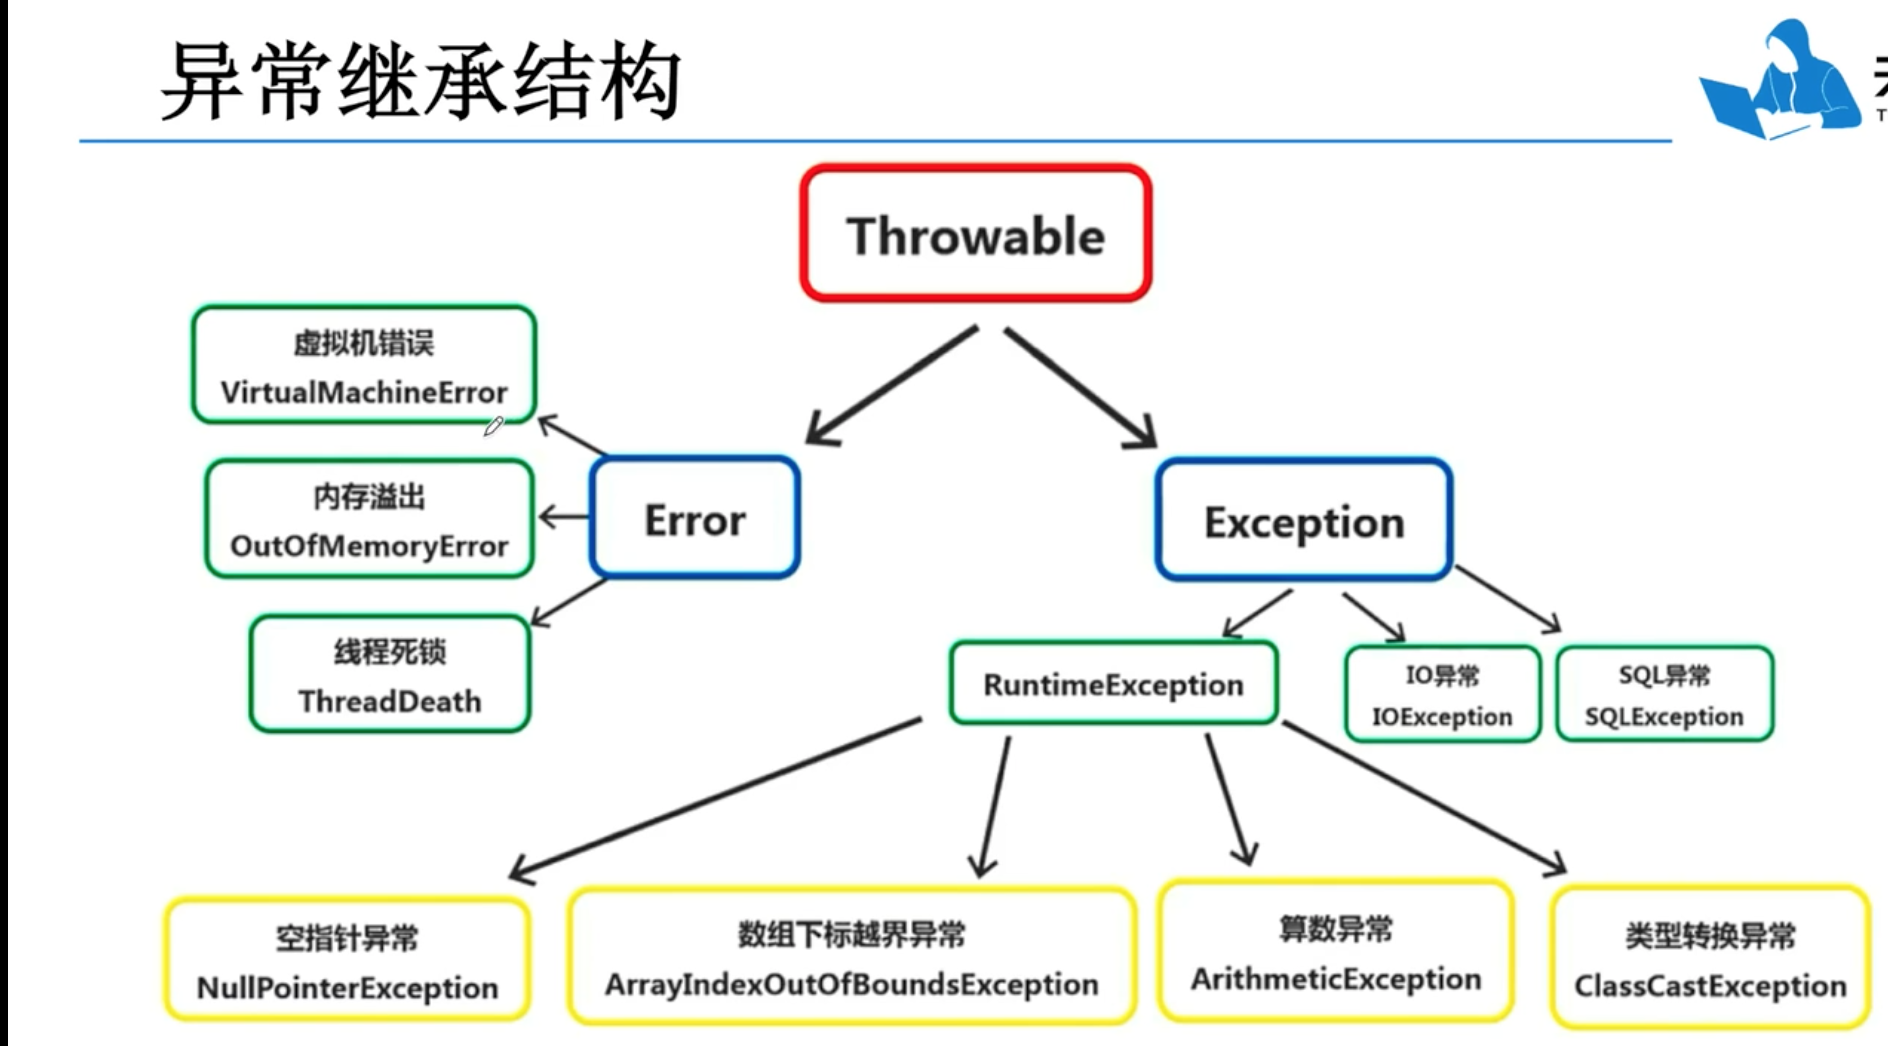 异常继承结构
Throwable
虚拟机错误
VirtualMachineError
内存溢出
OutOfMemoryError
线程死锁
ThreadDeath
Error
Exception
RuntimeException
IO异常
IOException
SQL异常
SQLException
空指针异常
NullPointerException
数组下标越界异常
ArrayIndexOutOfBoundsException
算数异常
ArithmeticException
类型转换异常
ClassCastException